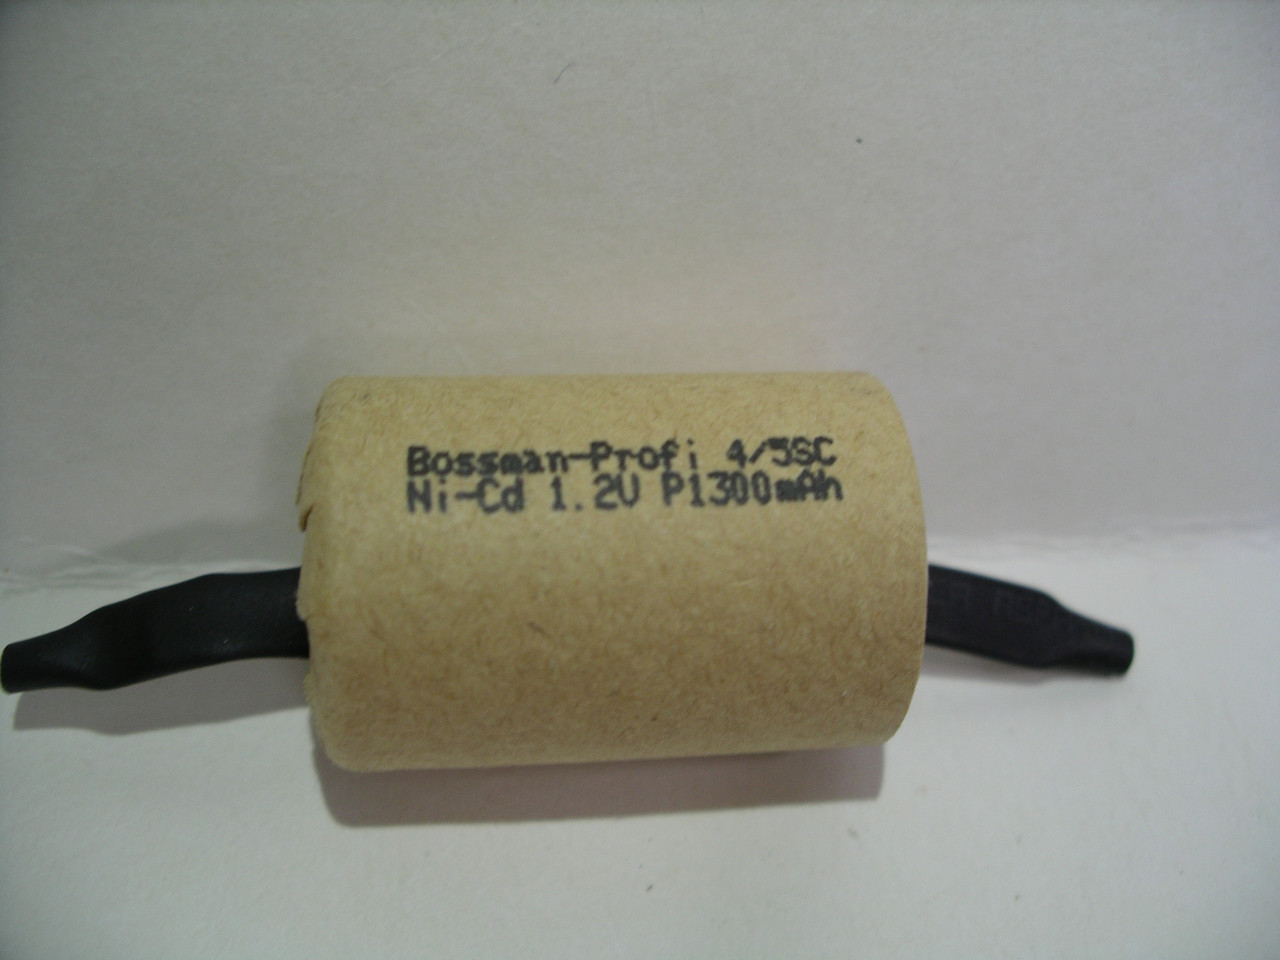 Bossman-Profi 4/5SC
Ni-Cd 1.2V P1300mAh